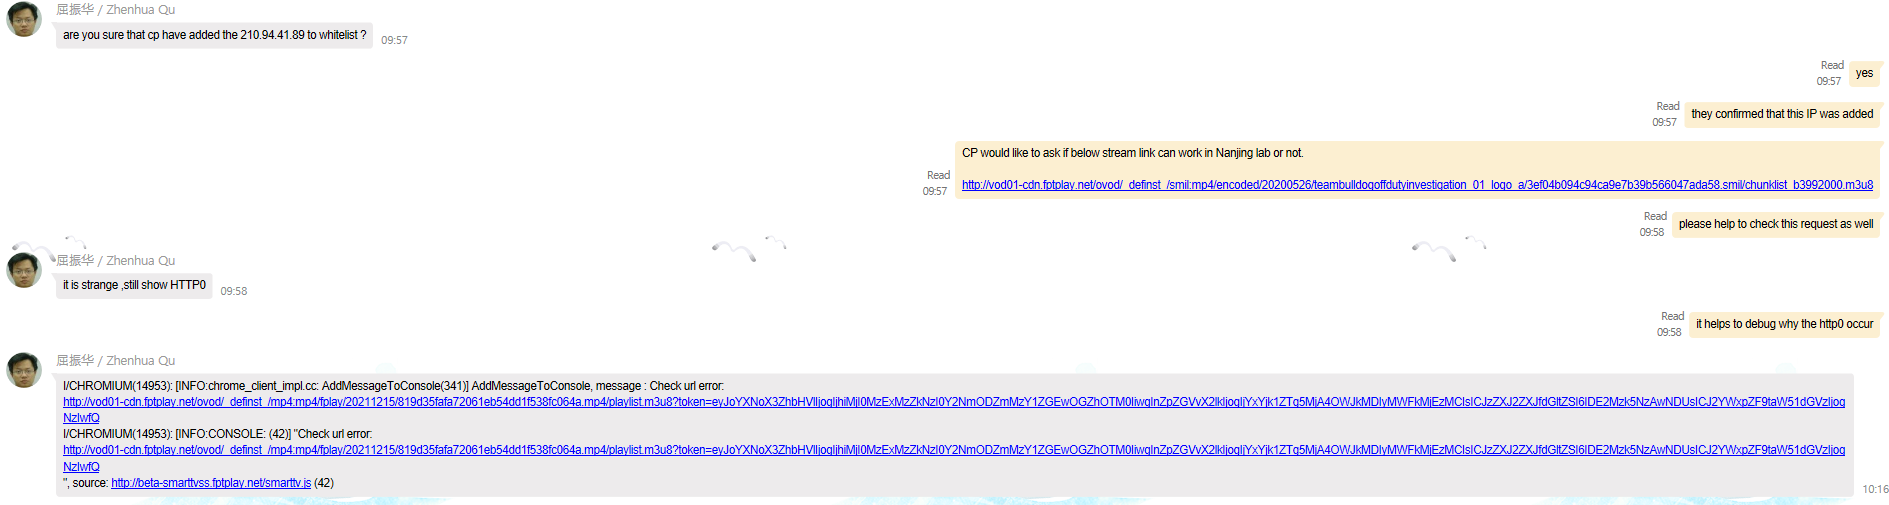 屈振华 / Zhenhua Qu
are you sure that cp have added the 210.94.41.89 to whitelist ?
09:57
Read
09:57
yes
Read
09:57
they confirmed that this IP was added
CP would like to ask if below stream link can work in Nanjing lab or not.
Read
09:57
http://vod01-cdn.fptplay.net/ovod/_definst_/smil:mp4/encoded/20200526/teambulldogoffdutyinvestigation_01_logo_a/3ef04b094c94ca9e7b39b566047ada58.smil/chunklist_b3992000.m3u8
Read
09:58
please help to check this request as well
屈振华 / Zhenhua Qu
it is strange ,still show HTTP0
09:58
Read
09:58
it helps to debug why the http0 occur
屈振华 / Zhenhua Qu
I/CHROMIUM(14953): [INFO:chrome_client_impl.cc: AddMessageToConsole(341)] AddMessageToConsole, message : Check url error:
http://vod01-cdn.fptplay.net/ovod/_definst_/mp4:mp4/fplay/20211215/819d35fafa72061eb54dd1f538fc064a.mp4/playlist.m3u8?token=
NzIwfQ
I/CHROMIUM(14953): [INFO:CONSOLE: (42)] "Check url error:
http://vod01-cdn.fptplay.net/ovod/_definst_/mp4:mp4/fplay/20211215/819d35fafa72061eb54dd1f538fc064a.mp4/playlist.m3u8?token=
NzIwfQ
", source: http://beta-smarttvss.fptplay.net/smarttv.js (42)
10:16